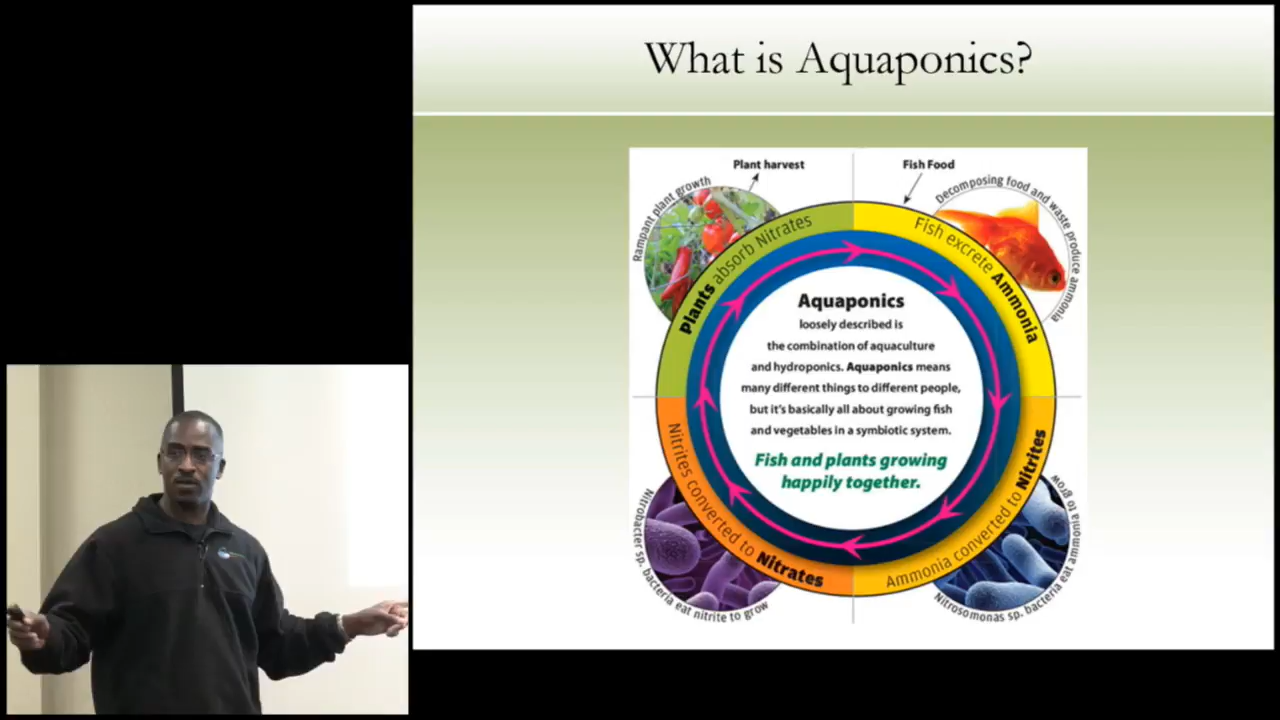 What is Aquaponics?
Plant harvest
Fish Food
Rampant plant growth
Decomposing food and waste produce ammonia
Plants absorb Nitrates
Fish excrete Ammonia
Aquaponics
loosely described is
the combination of aquaculture
and hydroponics. Aquaponics means
many different things to different people,
but it's basically all about growing fish
and vegetables in a symbiotic system.
Fish and plants growing
happily together.
Nitrites converted to Nitrates
Ammonia converted to Nitrites
Nitrobacter sp. bacteria eat nitrite to grow
Nitrosomonas sp. bacteria eat ammonia to grow